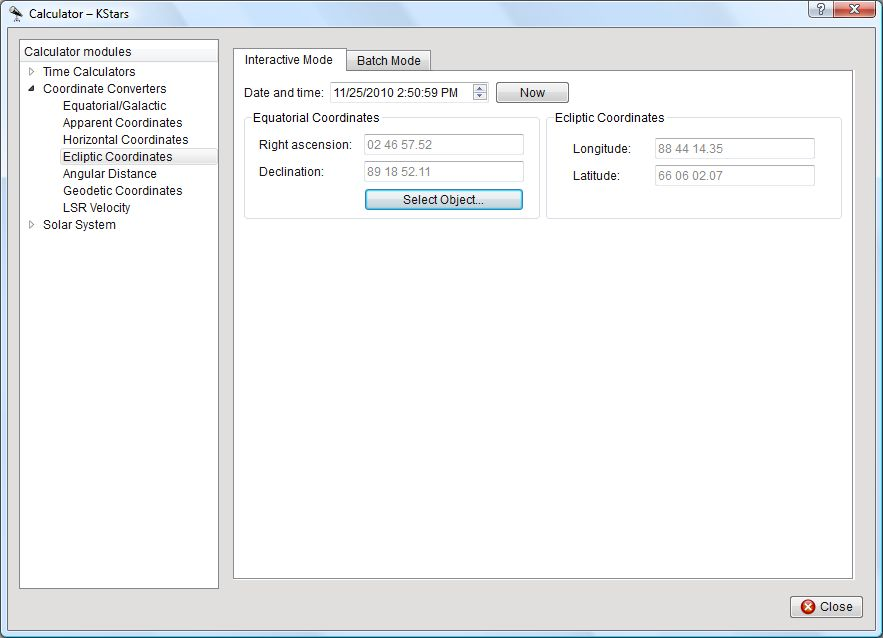 Calculator – KStars
Calculator modules
Time Calculators
Coordinate Converters
Equatorial/Galactic
Apparent Coordinates
Horizontal Coordinates
Ecliptic Coordinates
Angular Distance
Geodetic Coordinates
LSR Velocity
Solar System
Interactive Mode Batch Mode
Date and time: 11/25/2010 2:50:59 PM Now
Equatorial Coordinates
Right ascension: 02 46 57.52
Declination: 89 18 52.11
Select Object...
Ecliptic Coordinates
Longitude: 88 44 14.35
Latitude: 66 06 02.07
Close